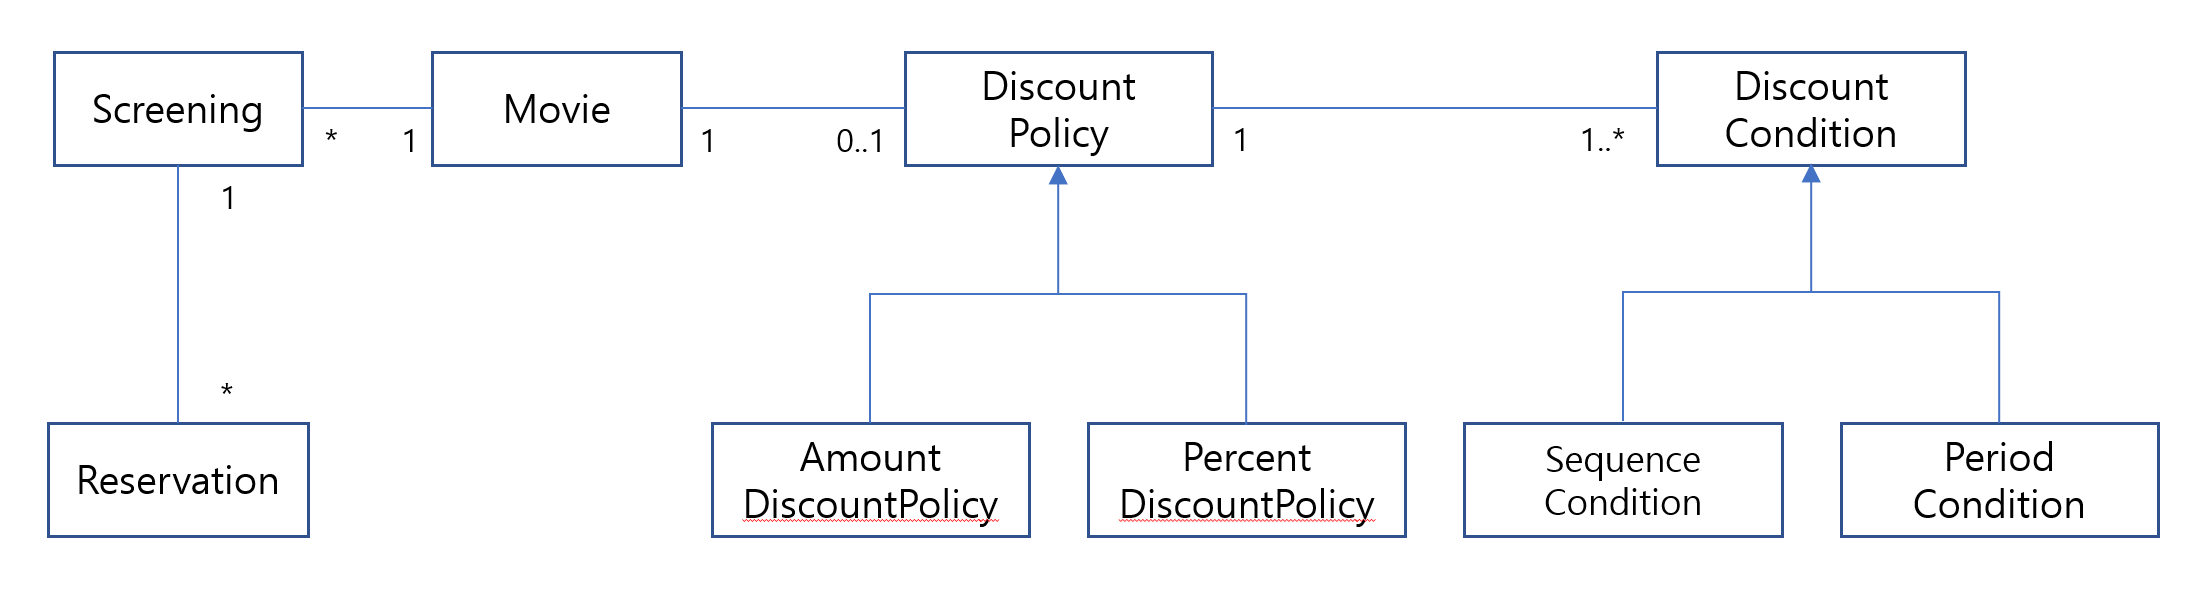 Screening
Movie
Discount
Policy
Discount
Condition
* 1
1 0..1
1 1..*
1
*
Reservation
Amount
DiscountPolicy
Percent
DiscountPolicy
Sequence
Condition
Period
Condition